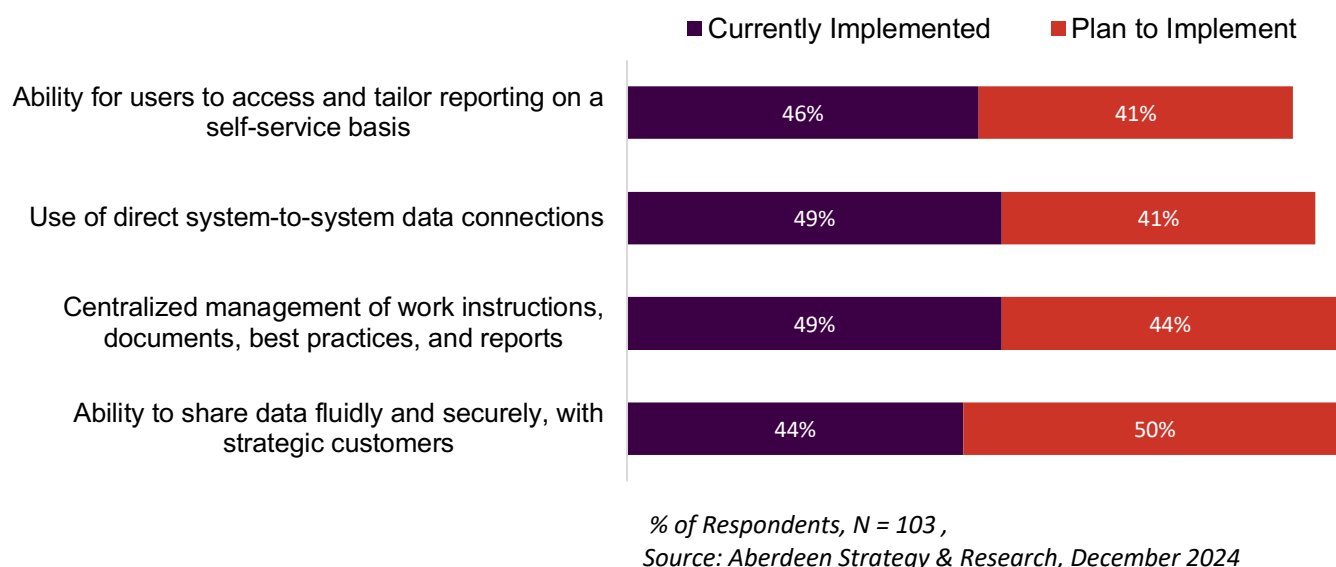 Currently Implemented
Plan to Implement
Ability for users to access and tailor reporting on a
self-service basis
46%
41%
Use of direct system-to-system data connections
49%
41%
Centralized management of work instructions,
documents, best practices, and reports
49%
44%
Ability to share data fluidly and securely, with
strategic customers
44%
50%
% of Respondents, N = 103 ,
Source: Aberdeen Strategy & Research, December 2024